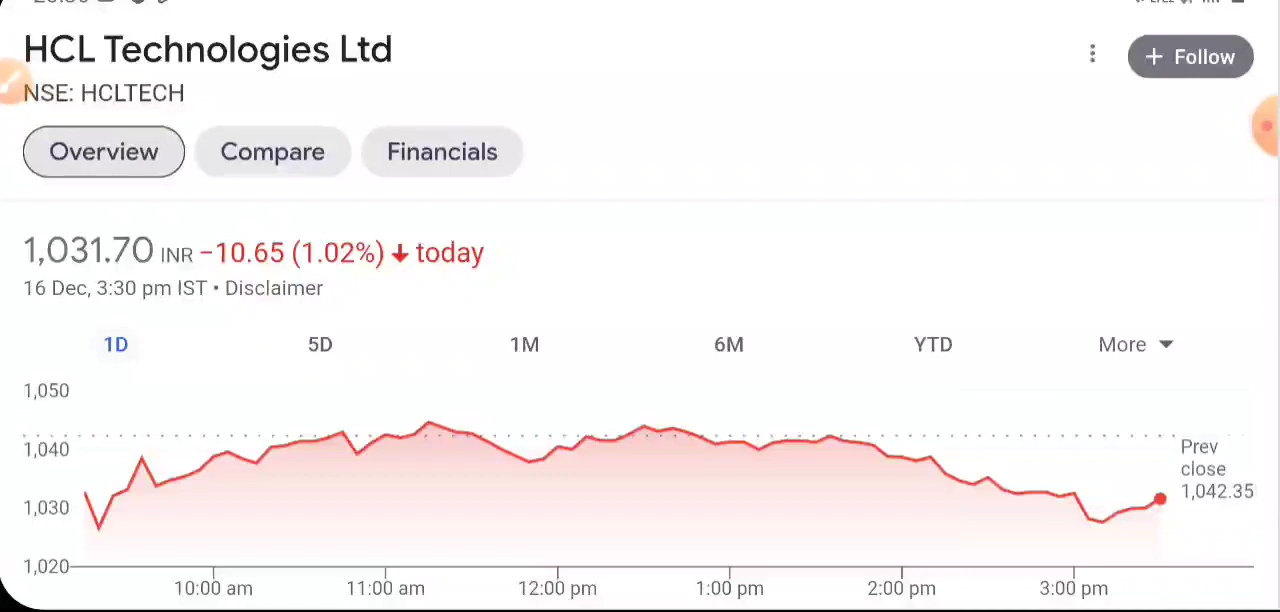 HCL Technologies Ltd
+ Follow
NSE: HCLTECH
Overview
Compare
Financials
1,031.70 INR −10.65 (1.02%) ↓ today
16 Dec, 3:30 pm IST • Disclaimer
1D 5D 1M 6M YTD More
1,050
1,040
1,030
1,020
Prev
close
1,042.35
10:00 am 11:00 am 12:00 pm 1:00 pm 2:00 pm 3:00 pm